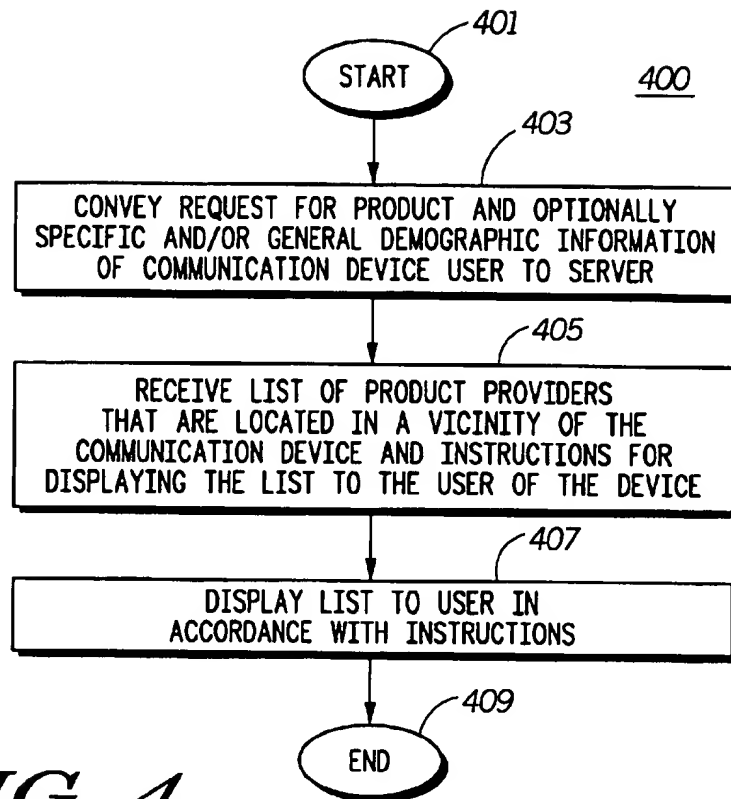 401
START
400
403
CONVEY REQUEST FOR PRODUCT AND OPTIONALLY
SPECIFIC AND/OR GENERAL DEMOGRAPHIC INFORMATION
OF COMMUNICATION DEVICE USER TO SERVER
405
RECEIVE LIST OF PRODUCT PROVIDERS
THAT ARE LOCATED IN A VICINITY OF THE
COMMUNICATION DEVICE AND INSTRUCTIONS FOR
DISPLAYING THE LIST TO THE USER OF THE DEVICE
407
DISPLAY LIST TO USER IN
ACCORDANCE WITH INSTRUCTIONS
409
END